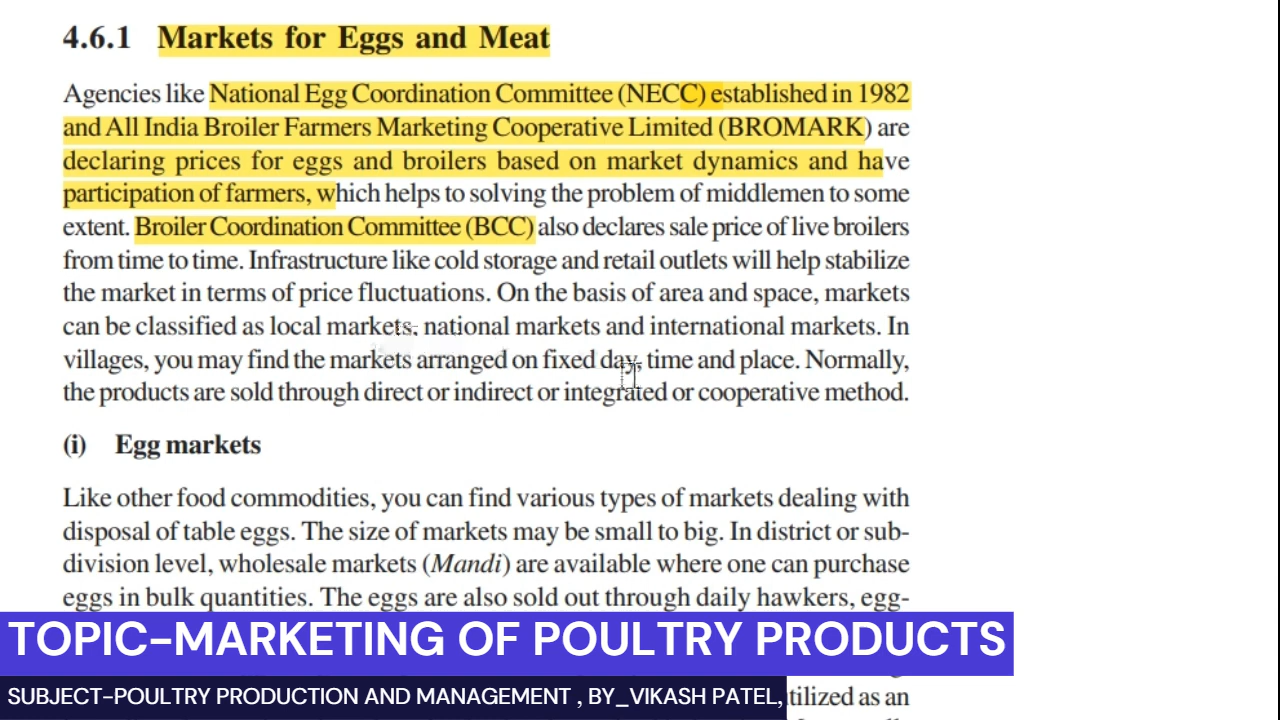 4.6.1 Markets for Eggs and Meat
Agencies like National Egg Coordination Committee (NECC) established in 1982
and All India Broiler Farmers Marketing Cooperative Limited (BROMARK) are
declaring prices for eggs and broilers based on market dynamics and have
participation of farmers, which helps to solving the problem of middlemen to some
extent. Broiler Coordination Committee (BCC) also declares sale price of live broilers
from time to time. Infrastructure like cold storage and retail outlets will help stabilize
the market in terms of price fluctuations. On the basis of area and space, markets
can be classified as local markets, national markets and international markets. In
villages, you may find the markets arranged on fixed day, time and place. Normally,
the products are sold through direct or indirect or integrated or cooperative method.
(i) Egg markets
Like other food commodities, you can find various types of markets dealing with
disposal of table eggs. The size of markets may be small to big. In district or sub-
division level, wholesale markets (Mandi) are available where one can purchase
eggs in bulk quantities. The eggs are also sold out through daily hawkers, egg-
TOPIC-MARKETING OF POULTRY PRODUCTS
SUBJECT-POULTRY PRODUCTION AND MANAGEMENT , BY_VIKASH PATEL, as an